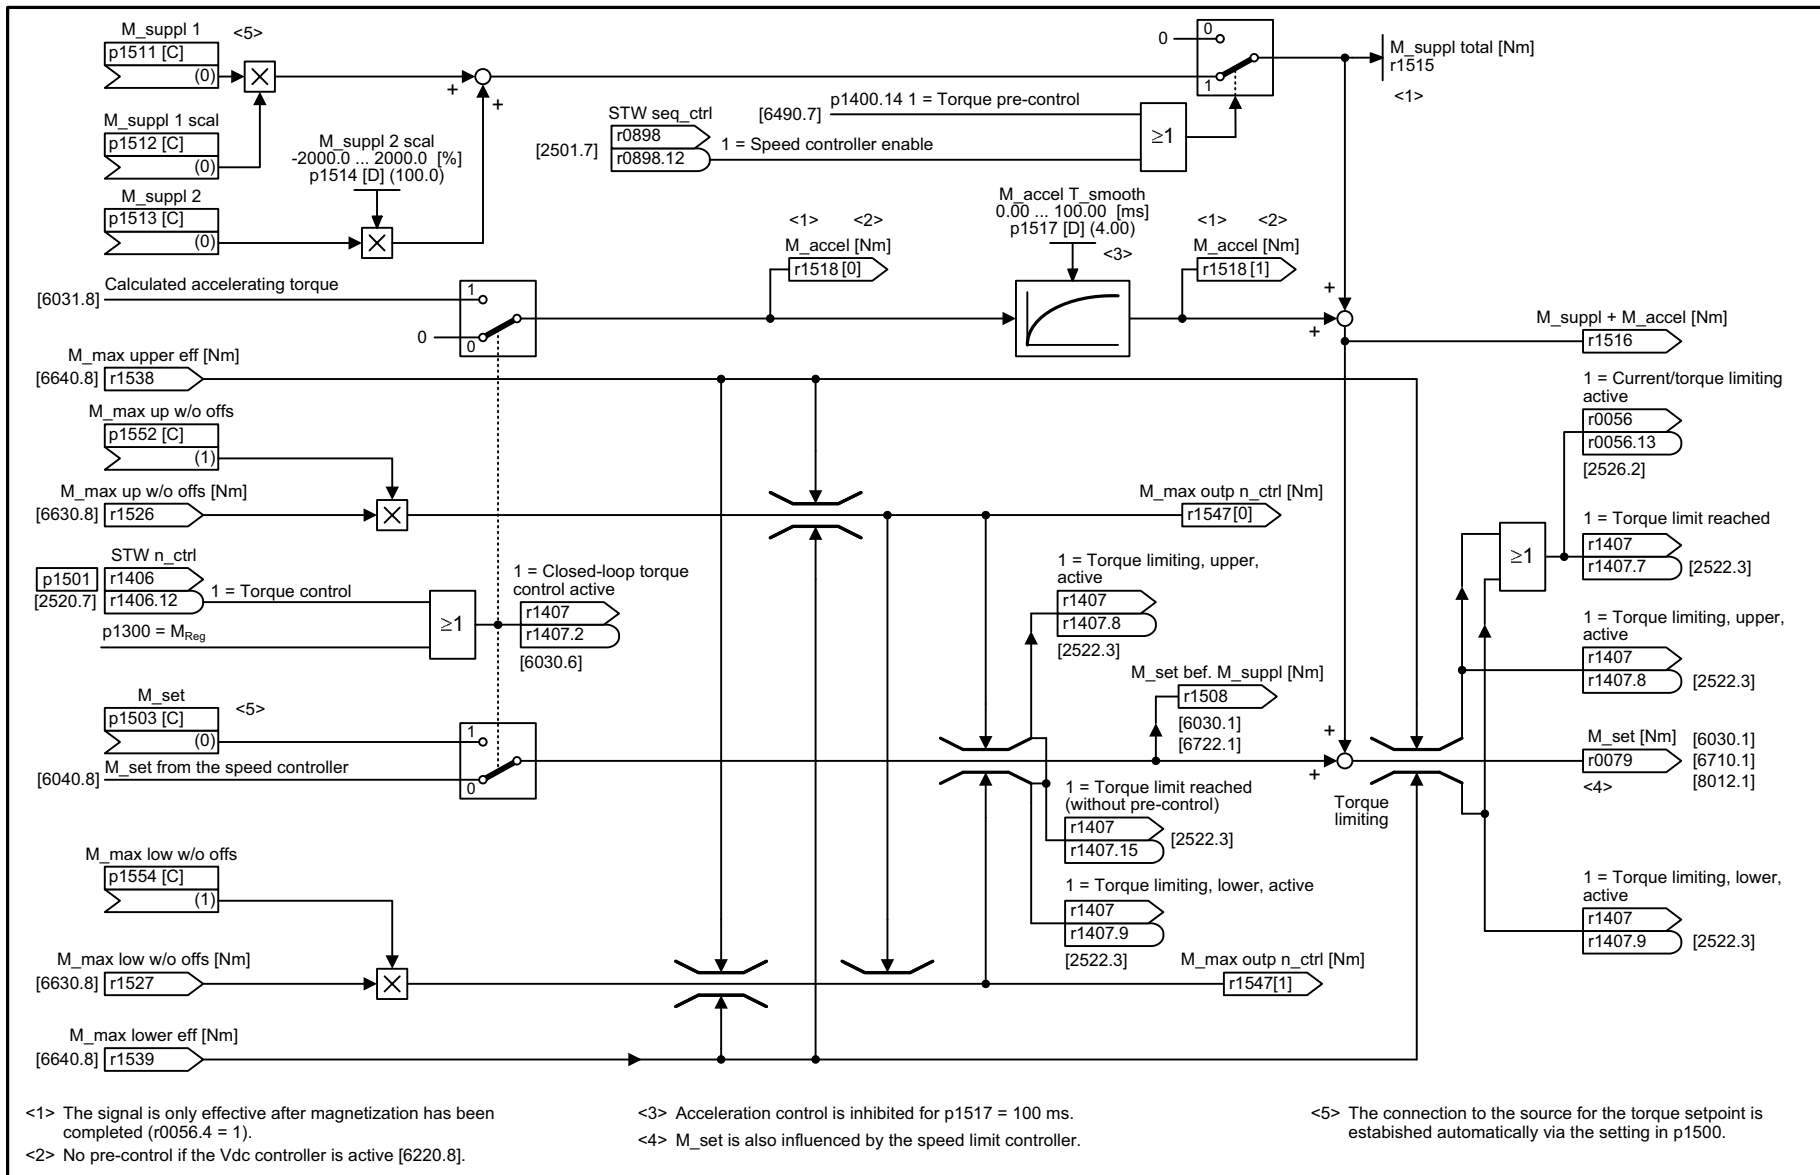 M_suppl 1
<5>
p1511 [C]
(0)
M_suppl 1 scal
p1512 [C]
(0)
M_suppl 2 scal
-2000.0 ... 2000.0 [%]
p1514 [D] (100.0)
M_suppl 2
p1513 [C]
(0)
+
+
0
0
1
M_suppl total [Nm]
r1515
<1>
[6490.7]
p1400.14 1 = Torque pre-control
STW seq_ctrl
r0898
r0898.12
[2501.7]
1 = Speed controller enable
≥1
M_accel T_smooth
0.00 ... 100.00 [ms]
p1517 [D] (4.00)
<3>
<1> <2>
M_accel [Nm]
r1518 [0]
<1> <2>
M_accel [Nm]
r1518 [1]
Calculated accelerating torque
[6031.8]
1
0
0
+
+
M_suppl + M_accel [Nm]
r1516
M_max upper eff [Nm]
[6640.8]
r1538
M_max up w/o offs
p1552 [C]
(1)
M_max up w/o offs [Nm]
[6630.8]
r1526
M_max outp n_ctrl [Nm]
r1547[0]
1 = Current/torque limiting
active
r0056
r0056.13
[2526.2]
1 = Torque limit reached
r1407
r1407.7
[2522.3]
≥1
STW n_ctrl
p1501
r1406
[2520.7]
r1406.12
1 = Torque control
p1300 = MReg
≥1
1 = Closed-loop torque
control active
r1407
r1407.2
[6030.6]
1 = Torque limiting, upper,
active
r1407
r1407.8
[2522.3]
1 = Torque limiting, upper,
active
r1407
r1407.8
[2522.3]
M_set
<5>
p1503 [C]
(0)
M_set from the speed controller
[6040.8]
1
0
M_set bef. M_suppl [Nm]
r1508
[6030.1]
[6722.1]
+
+
M_set [Nm]
r0079
<4>
[6030.1]
[6710.1]
[8012.1]
Torque
limiting
1 = Torque limit reached
(without pre-control)
r1407
r1407.15
[2522.3]
M_max low w/o offs
p1554 [C]
(1)
1 = Torque limiting, lower, active
r1407
r1407.9
[2522.3]
1 = Torque limiting, lower,
active
r1407
r1407.9
[2522.3]
M_max low w/o offs [Nm]
[6630.8]
r1527
M_max outp n_ctrl [Nm]
r1547[1]
M_max lower eff [Nm]
[6640.8]
r1539
<1> The signal is only effective after magnetization has been
completed (r0056.4 = 1).
<2> No pre-control if the Vdc controller is active [6220.8].
<3> Acceleration control is inhibited for p1517 = 100 ms.
<4> M_set is also influenced by the speed limit controller.
<5> The connection to the source for the torque setpoint is
estabished automatically via the setting in p1500.